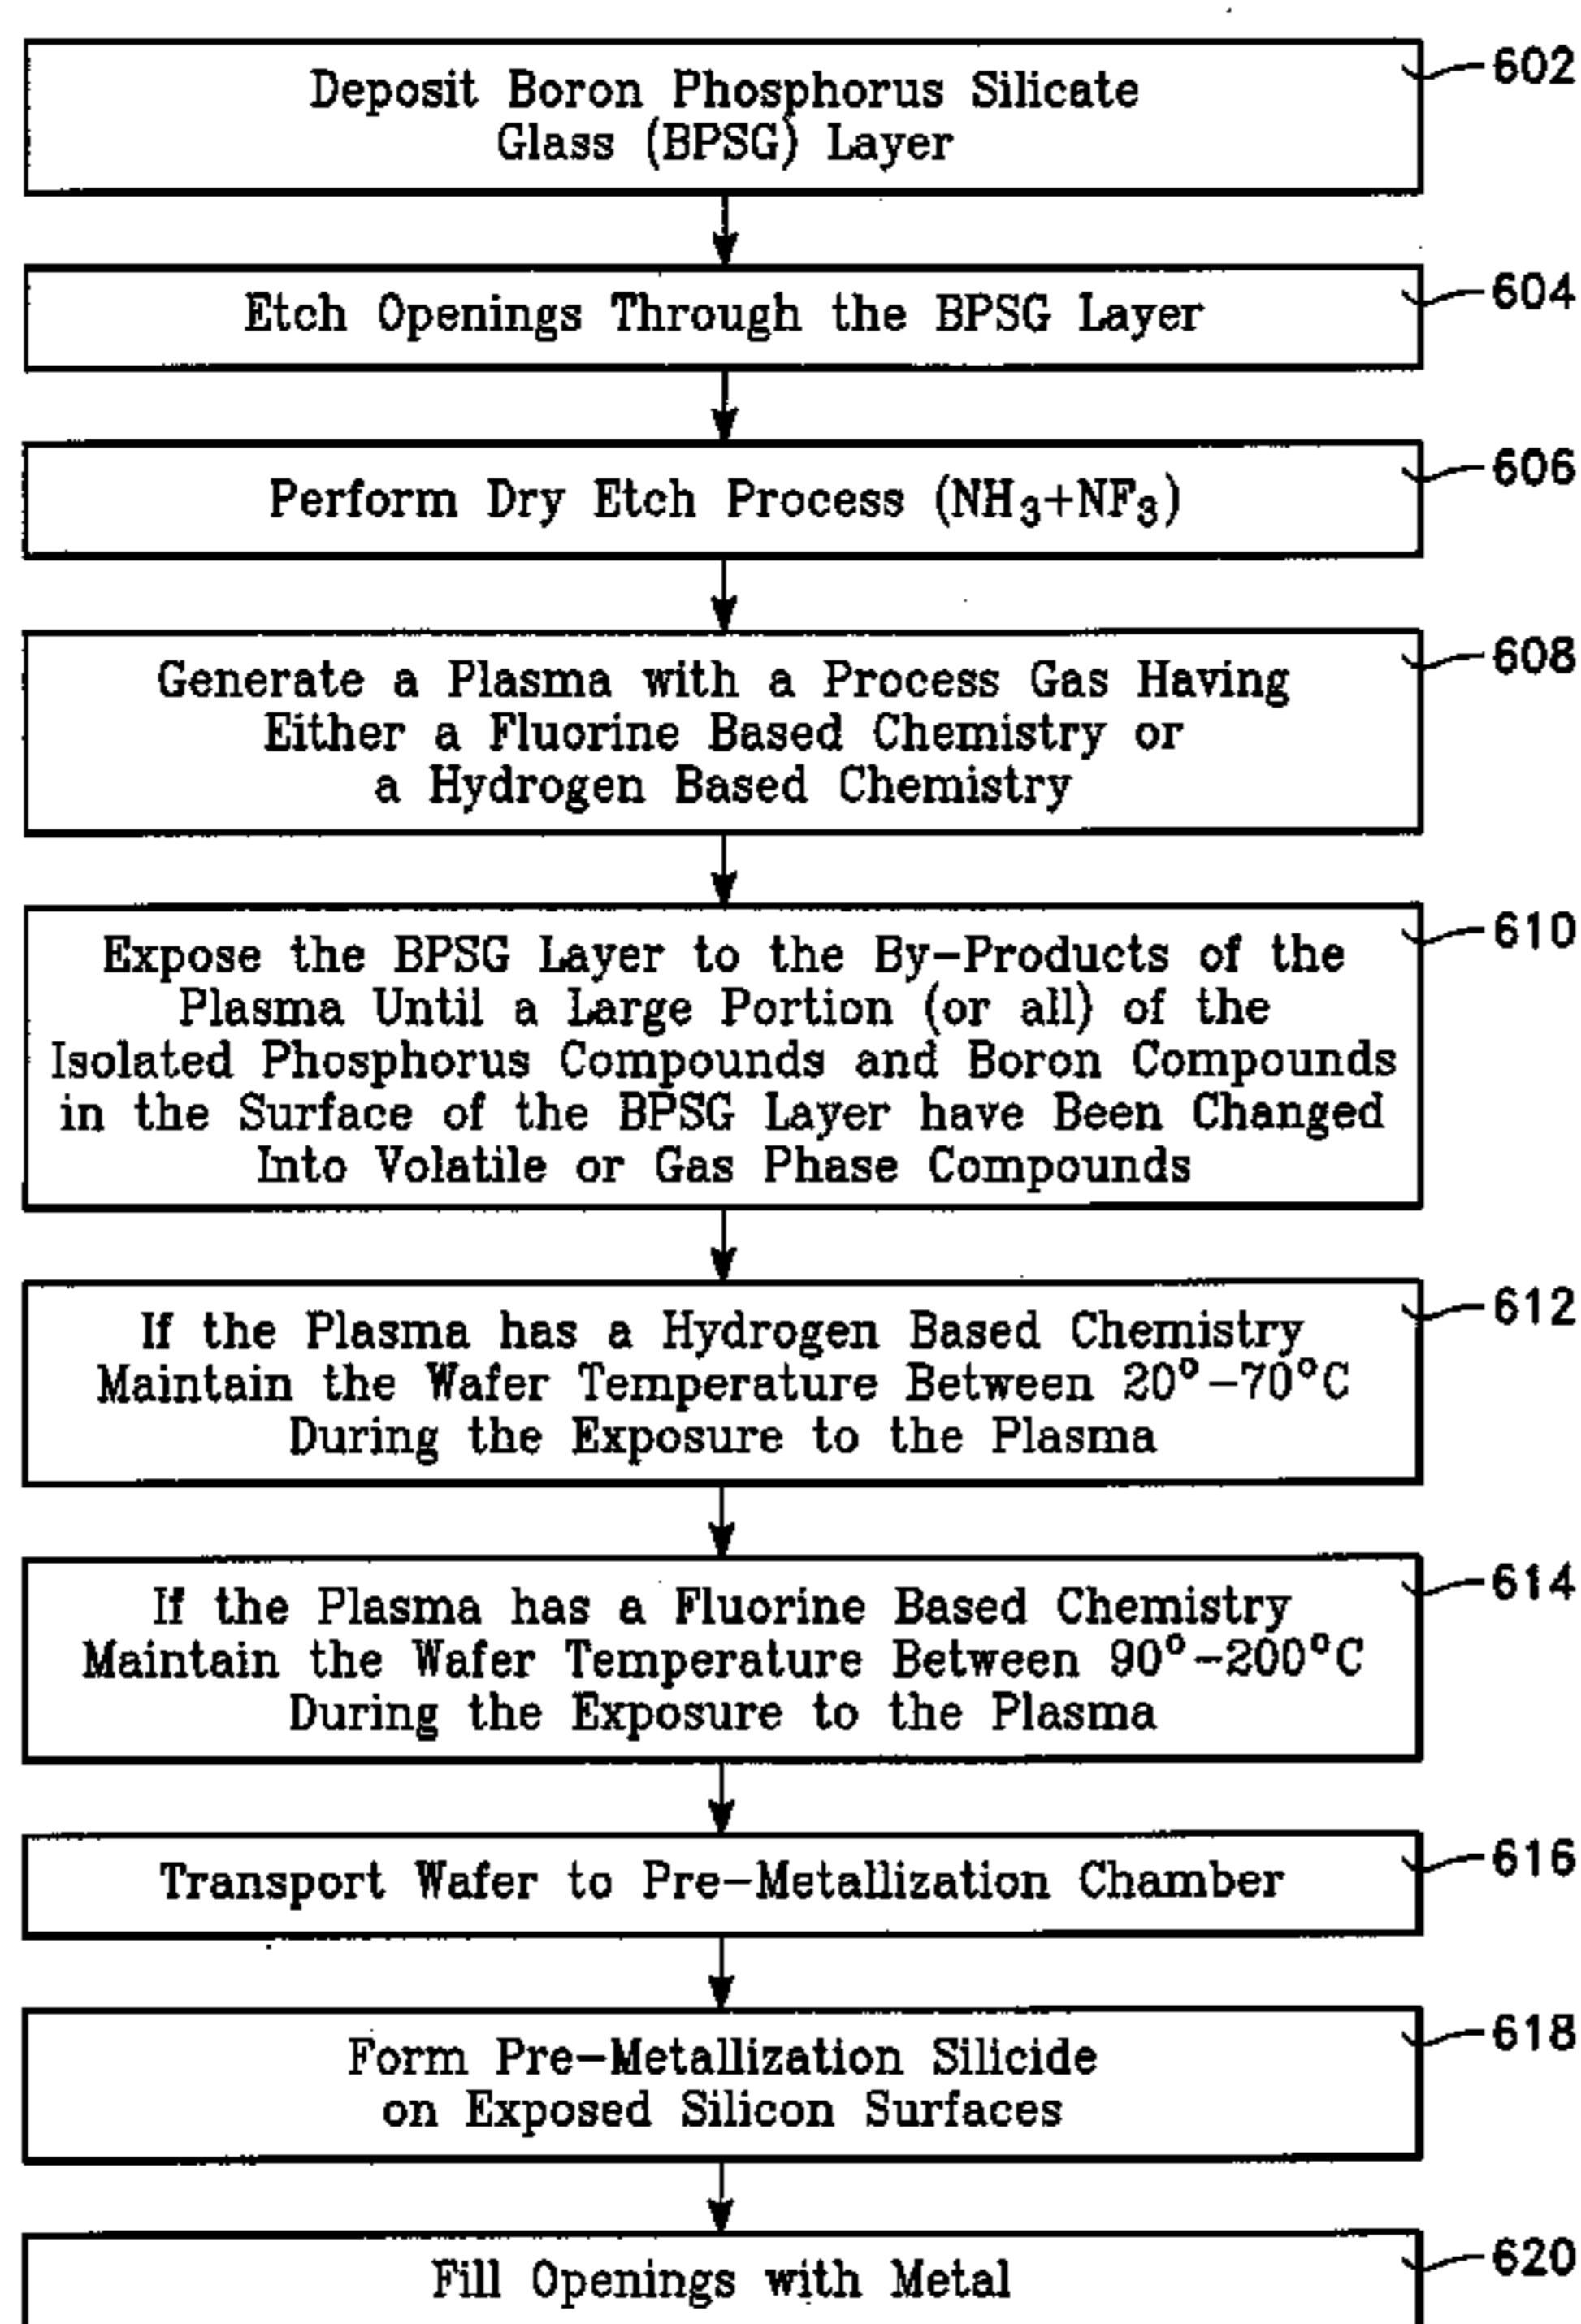 Deposit Boron Phosphorus Silicate
Glass (BPSG) Layer
602
Etch Openings Through the BPSG Layer
604
Perform Dry Etch Process (NH₃+NF₃)
606
Generate a Plasma with a Process Gas Having
Either a Fluorine Based Chemistry or
a Hydrogen Based Chemistry
608
Expose the BPSG Layer to the By-Products of the
Plasma Until a Large Portion (or all) of the
Isolated Phosphorus Compounds and Boron Compounds
in the Surface of the BPSG Layer have Been Changed
Into Volatile or Gas Phase Compounds
610
If the Plasma has a Hydrogen Based Chemistry
Maintain the Wafer Temperature Between 20°-70°C
During the Exposure to the Plasma
612
If the Plasma has a Fluorine Based Chemistry
Maintain the Wafer Temperature Between 90°-200°C
During the Exposure to the Plasma
614
Transport Wafer to Pre-Metallization Chamber
616
Form Pre-Metallization Silicide
on Exposed Silicon Surfaces
618
Fill Openings with Metal
620